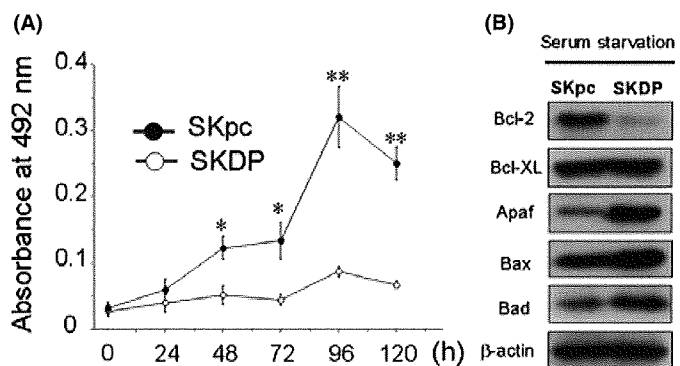 (A)
Absorbance at 492 nm
0.4
0.3
0.2
0.1
0
SKpc
SKDP
*
*
**
**
0 24 48 72 96 120 (h)
(B)
Serum starvation
SKpc SKDP
Bcl-2
Bcl-XL
Apaf
Bax
Bad
β-actin